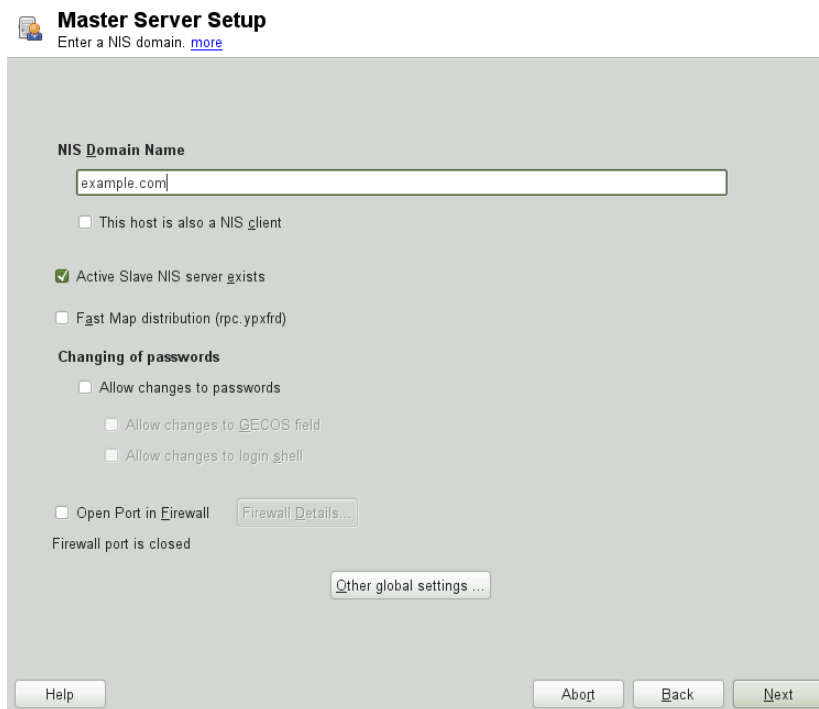 Master Server Setup
Enter a NIS domain. more
NIS Domain Name
example.com
This host is also a NIS client
Active Slave NIS server exists
Fast Map distribution (rpc.ypxfrd)
Changing of passwords
Allow changes to passwords
Allow changes to GECOS field
Allow changes to login shell
Open Port in Firewall Firewall Details...
Firewall port is closed
Other global settings ...
Help Abort Back Next